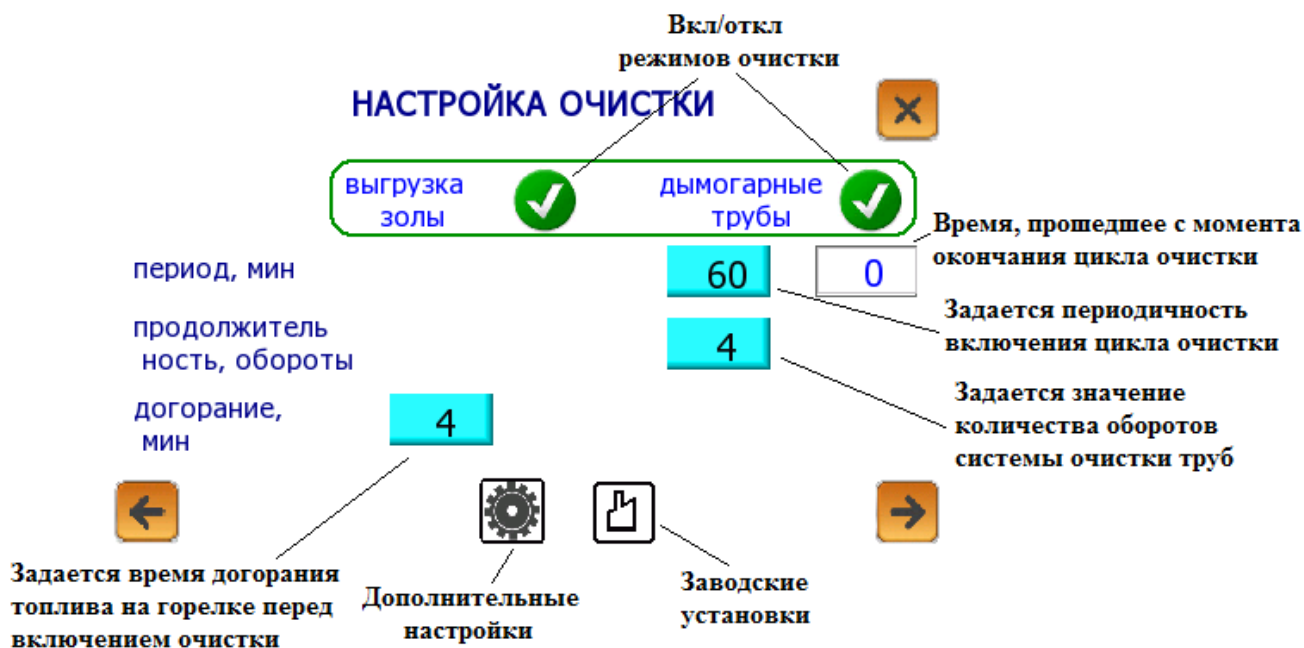 Вкл/откл
режимов очистки
НАСТРОЙКА ОЧИСТКИ
выгрузка
золы
дымогарные
трубы
Время, прошедшее с момента
окончания цикла очистки
период, мин
60
0
Задается периодичность
включения цикла очистки
продолжитель
ность, обороты
4
Задается значение
количества оборотов
системы очистки труб
догорание,
мин
4
Задается время догорания
топлива на горелке перед
включением очистки
Дополнительные
настройки
Заводские
установки